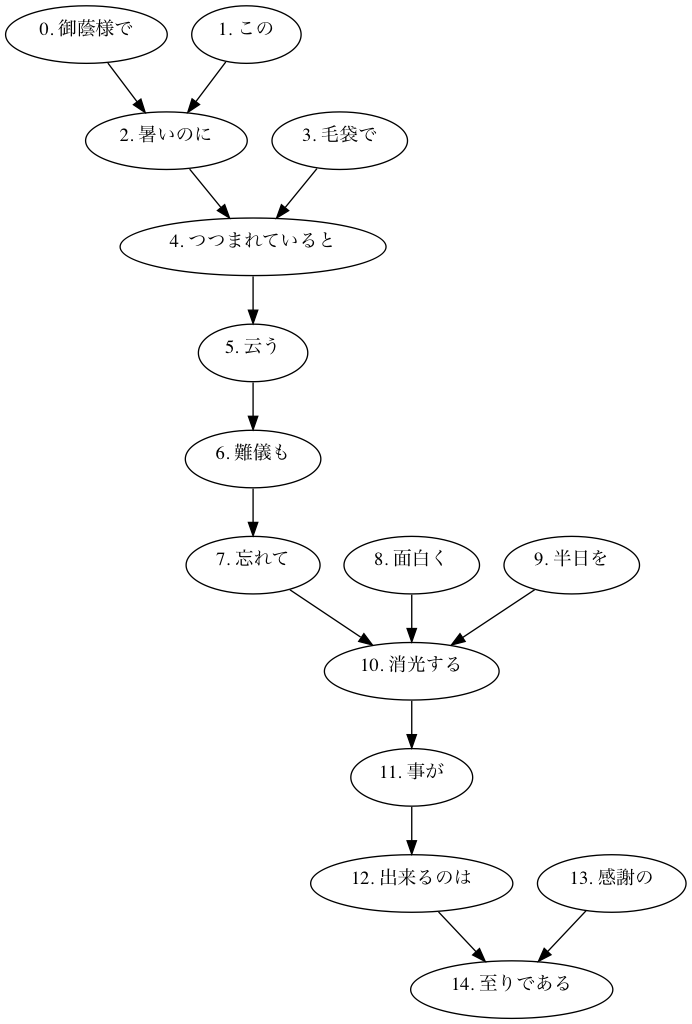 0. 御蔭様で
1. この
2. 暑いのに
3. 毛袋で
4. つつまれていると
5. 云う
6. 難儀も
7. 忘れて
8. 面白く
9. 半日を
10. 消光する
11. 事が
12. 出来るのは
13. 感謝の
14. 至りである